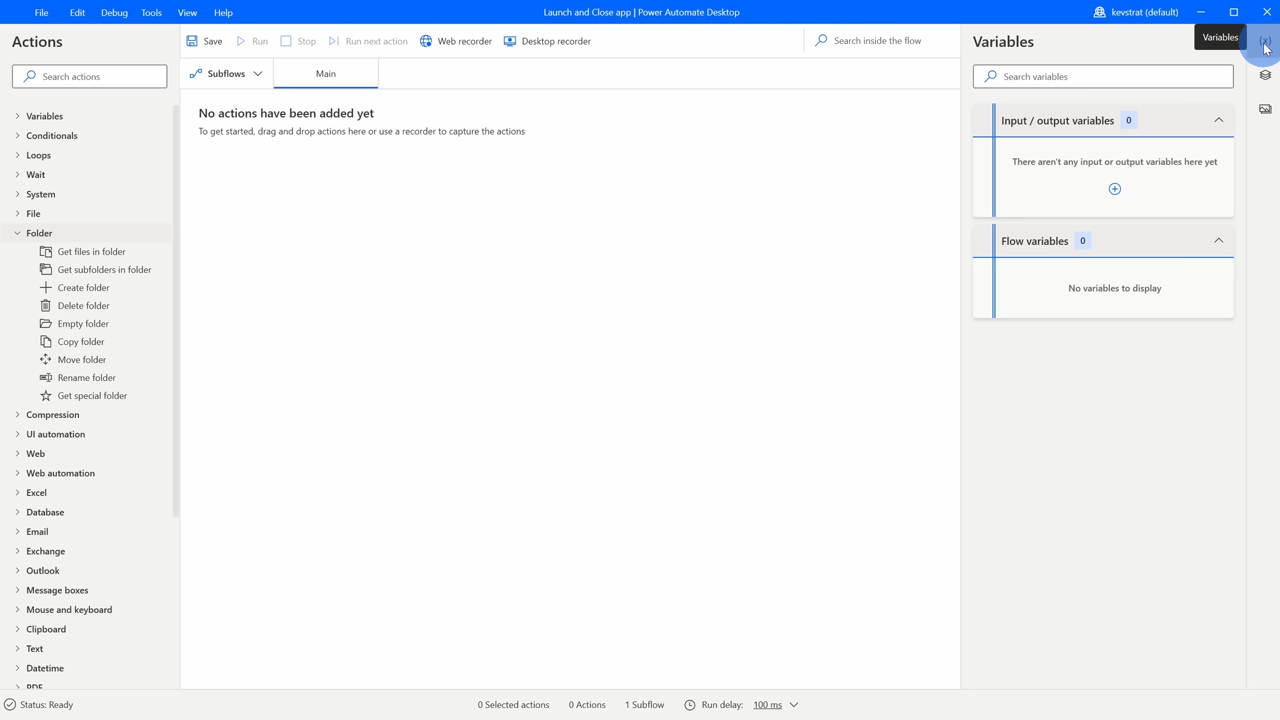 File Edit Debug Tools View Help
Launch and Close app | Power Automate Desktop
kevstrat (default)
Actions
Search actions
Variables
Conditionals
Loops
Wait
System
File
Folder
Get files in folder
Get subfolders in folder
Create folder
Delete folder
Empty folder
Copy folder
Move folder
Rename folder
Get special folder
Compression
UI automation
Web
Web automation
Excel
Database
Email
Exchange
Outlook
Message boxes
Mouse and keyboard
Clipboard
Text
Datetime
PDF
Save Run Stop Run next action Web recorder Desktop recorder
Search inside the flow
Subflows Main
No actions have been added yet
To get started, drag and drop actions here or use a recorder to capture the actions
Variables
Variables
{x}
Search variables
Input / output variables 0
There aren't any input or output variables here yet
Flow variables 0
No variables to display
Status: Ready
0 Selected actions 0 Actions 1 Subflow Run delay: 100 ms